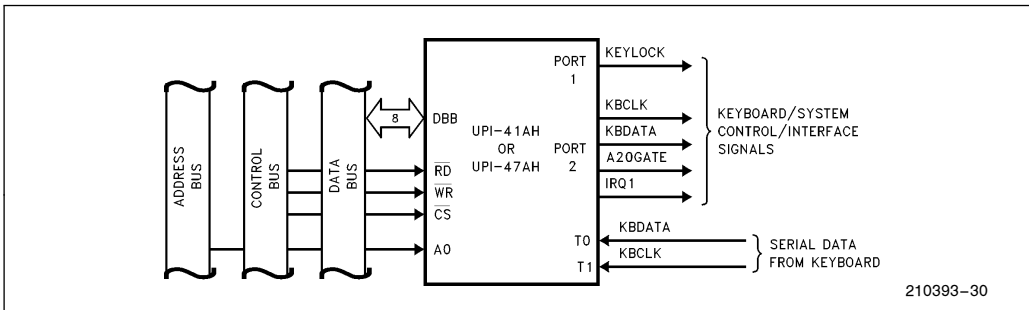 ADDRESS
BUS
CONTROL
BUS
DATA
BUS
8
DBB
RD
WR
CS
A0
UPI-41AH
OR
UPI-47AH
PORT
1
PORT
2
T0
T1
KEYLOCK
KBCLK
KBDATA
A20GATE
IRQ1
KBDATA
KBCLK
KEYBOARD/SYSTEM
CONTROL/INTERFACE
SIGNALS
SERIAL DATA
FROM KEYBOARD
210393–30